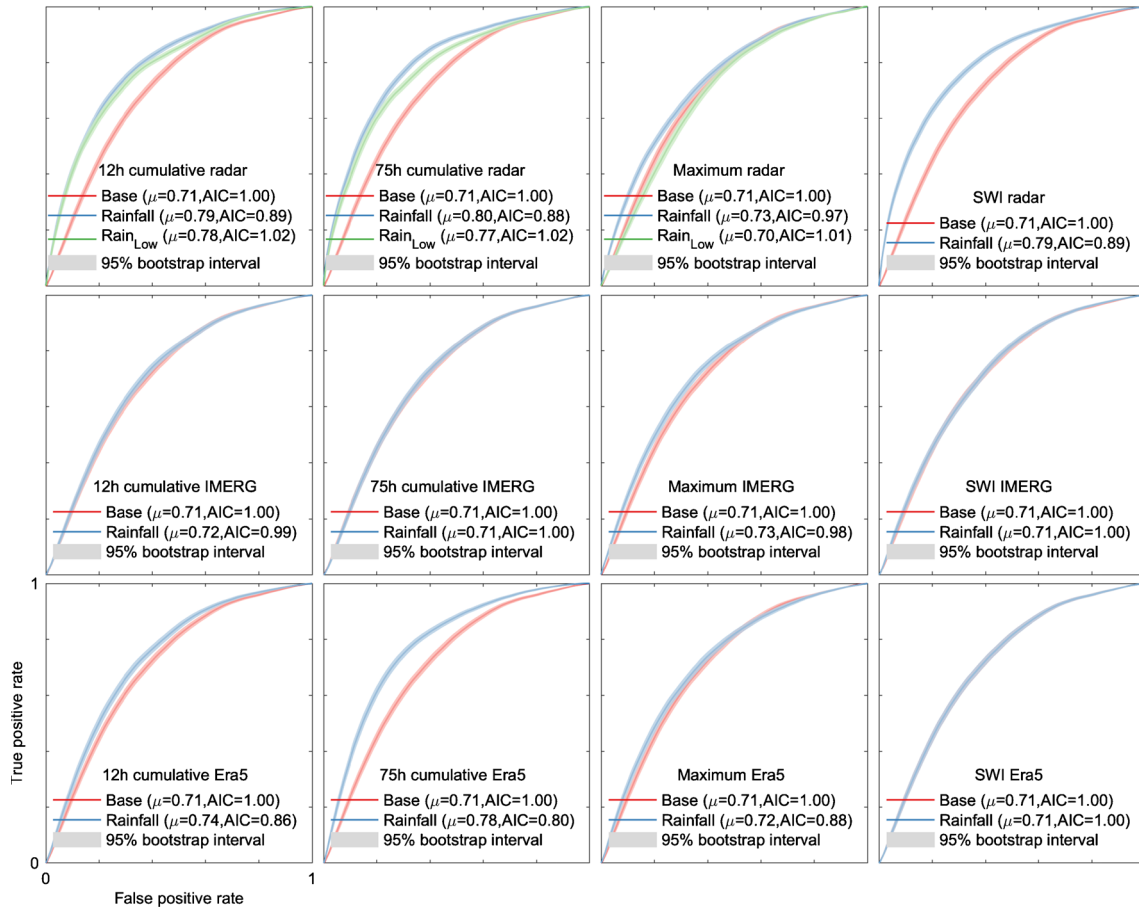 12h cumulative radar
Base (μ=0.71,AIC=1.00)
Rainfall (μ=0.79,AIC=0.89)
Rain_Low (μ=0.78,AIC=1.02)
95% bootstrap interval
75h cumulative radar
Base (μ=0.71,AIC=1.00)
Rainfall (μ=0.80,AIC=0.88)
Rain_Low (μ=0.77,AIC=1.02)
95% bootstrap interval
Maximum radar
Base (μ=0.71,AIC=1.00)
Rainfall (μ=0.73,AIC=0.97)
Rain_Low (μ=0.70,AIC=1.01)
95% bootstrap interval
SWI radar
Base (μ=0.71,AIC=1.00)
Rainfall (μ=0.79,AIC=0.89)
95% bootstrap interval
12h cumulative IMERG
Base (μ=0.71,AIC=1.00)
Rainfall (μ=0.72,AIC=0.99)
95% bootstrap interval
75h cumulative IMERG
Base (μ=0.71,AIC=1.00)
Rainfall (μ=0.71,AIC=1.00)
95% bootstrap interval
Maximum IMERG
Base (μ=0.71,AIC=1.00)
Rainfall (μ=0.73,AIC=0.98)
95% bootstrap interval
SWI IMERG
Base (μ=0.71,AIC=1.00)
Rainfall (μ=0.71,AIC=1.00)
95% bootstrap interval
1
True positive rate
12h cumulative Era5
Base (μ=0.71,AIC=1.00)
Rainfall (μ=0.74,AIC=0.86)
95% bootstrap interval
75h cumulative Era5
Base (μ=0.71,AIC=1.00)
Rainfall (μ=0.78,AIC=0.80)
95% bootstrap interval
Maximum Era5
Base (μ=0.71,AIC=1.00)
Rainfall (μ=0.72,AIC=0.88)
95% bootstrap interval
SWI Era5
Base (μ=0.71,AIC=1.00)
Rainfall (μ=0.71,AIC=1.00)
95% bootstrap interval
0
0 1
False positive rate